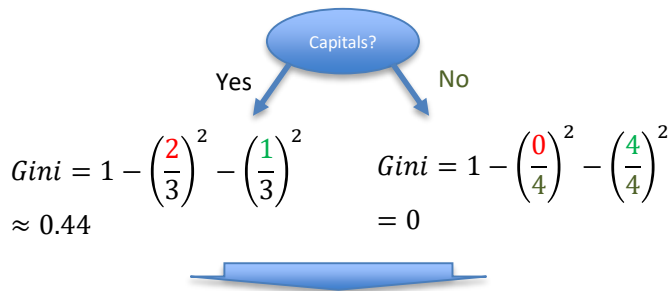 Capitals?
Yes
No
Gini = 1 − (2/3)² − (1/3)²
≈ 0.44
Gini = 1 − (0/4)² − (4/4)²
= 0